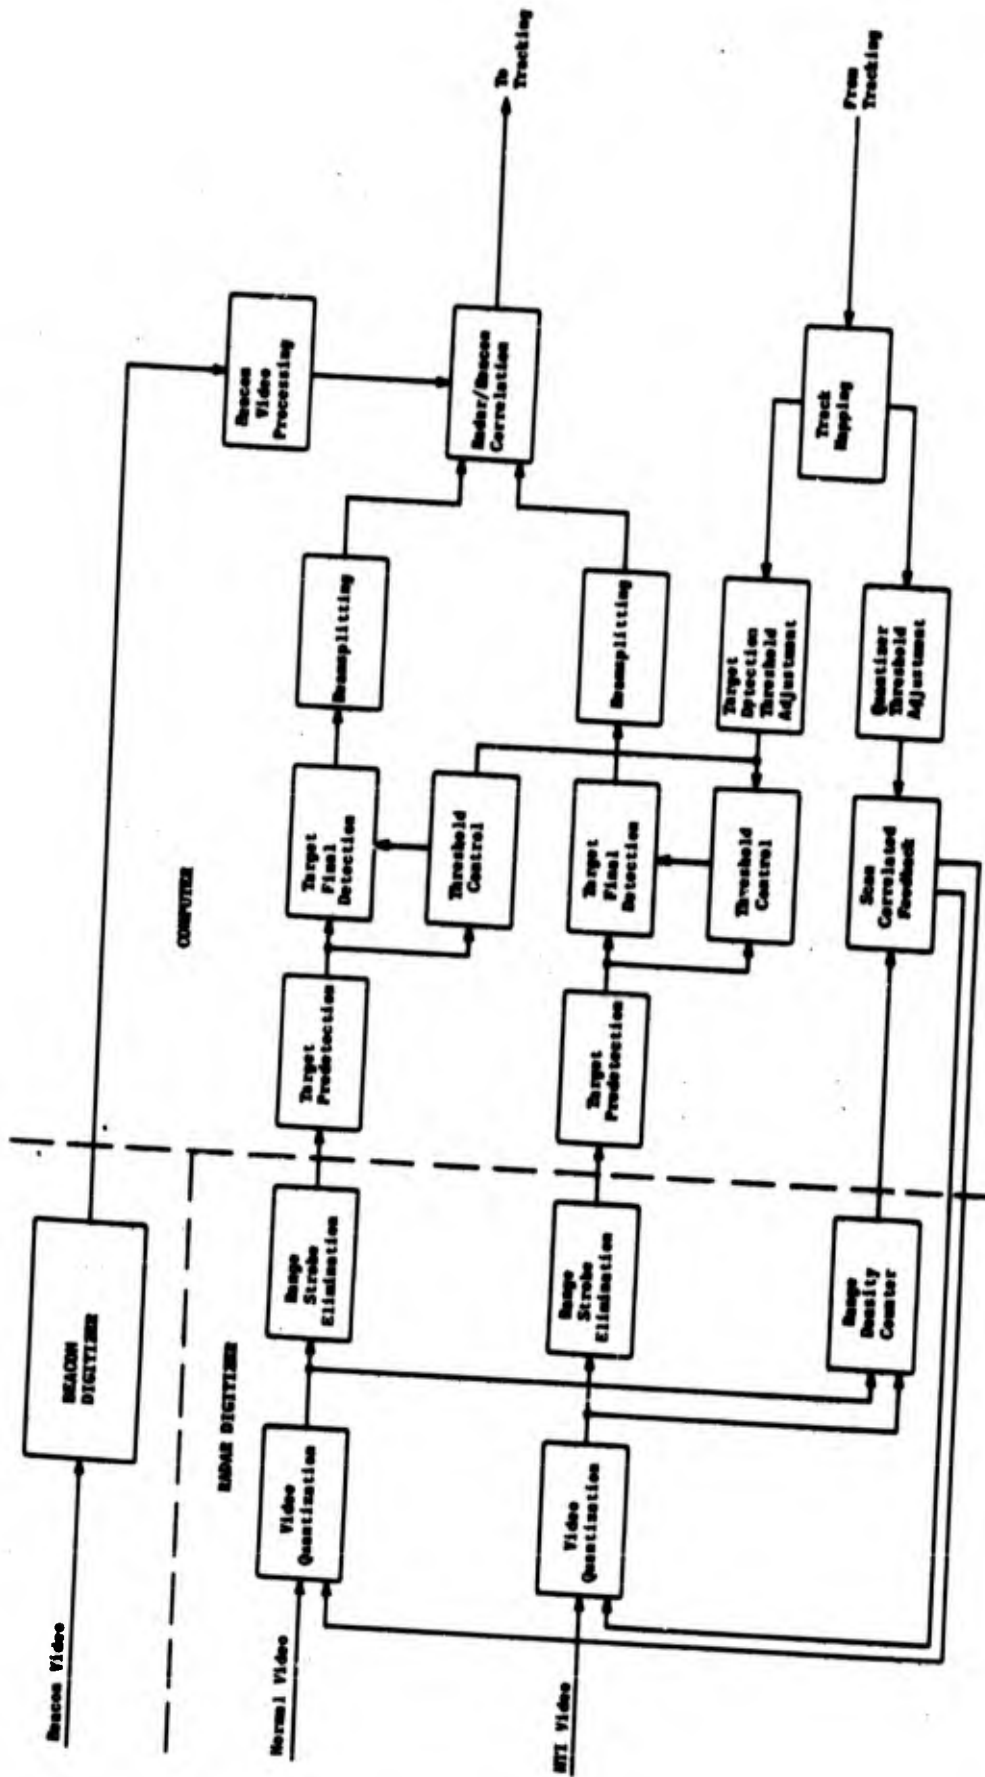 Beacon Video
BEACON
DIGITIZER
Beacon
Video
Processing
COMPUTER
RADAR DIGITIZER
Normal Video
Video
Quantization
Range
Strobe
Elimination
Target
Predetection
Target
Final
Detection
Threshold
Control
Beamsplitting
Radar/Beacon
Correlation
To
Tracking
MTI Video
Video
Quantization
Range
Strobe
Elimination
Target
Predetection
Target
Final
Detection
Threshold
Control
Beamsplitting
Target
Detection
Threshold
Adjustment
Track
Mapping
From
Tracking
Range
Density
Counter
Scan
Correlated
Feedback
Quantizer
Threshold
Adjustment